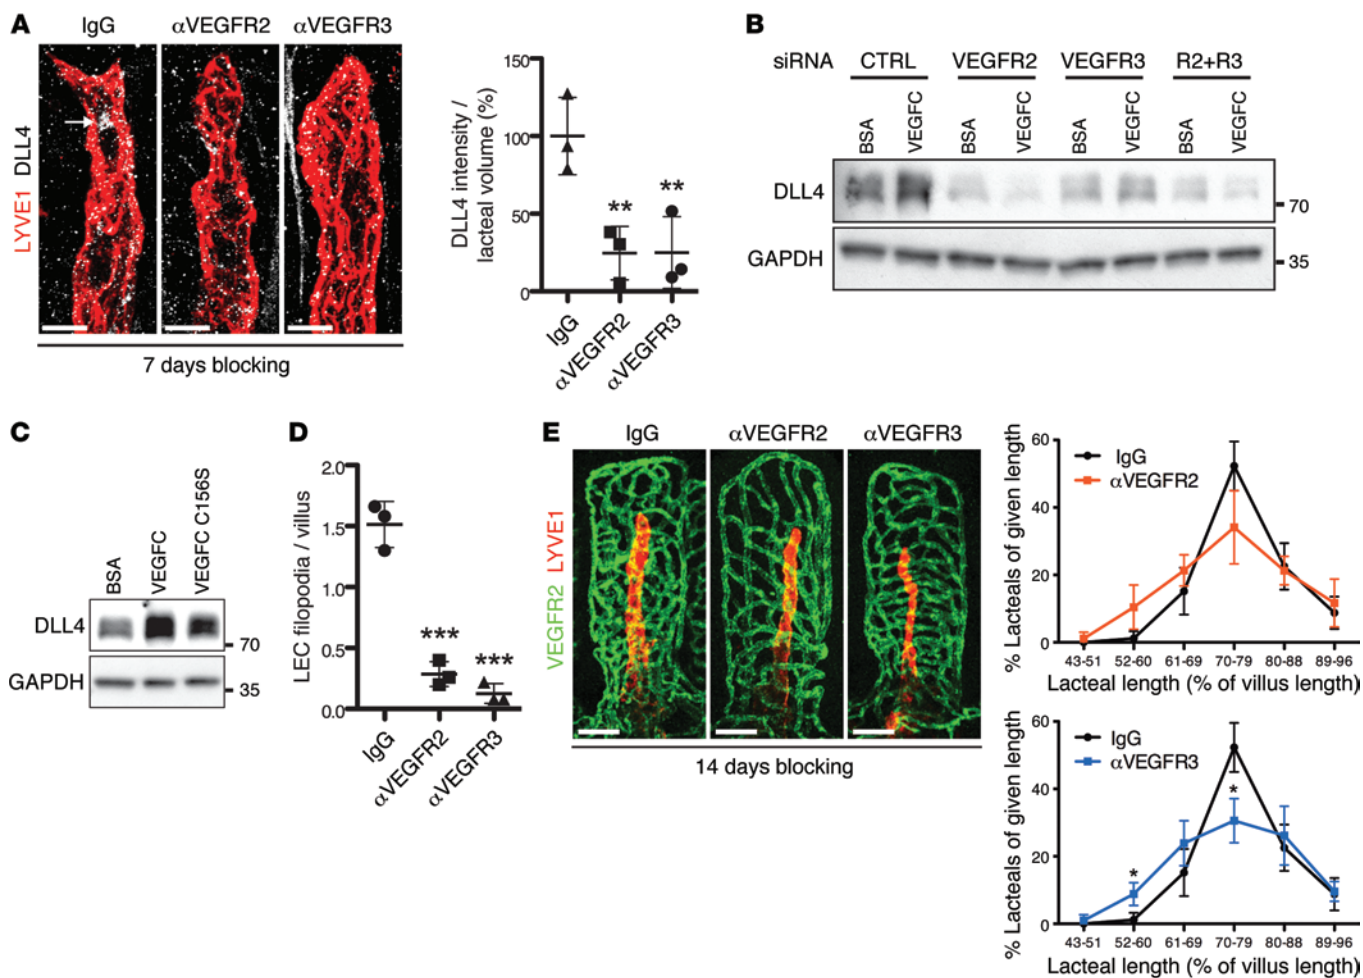 A
IgG
αVEGFR2
αVEGFR3
LYVE1 DLL4
7 days blocking
DLL4 intensity /
lacteal volume (%)
150
100
50
0
**
**
IgG
αVEGFR2
αVEGFR3
B
siRNA
CTRL
VEGFR2
VEGFR3
R2+R3
BSA
VEGFC
BSA
VEGFC
BSA
VEGFC
BSA
VEGFC
DLL4
70
GAPDH
35
C
BSA
VEGFC
VEGFC C156S
DLL4
70
GAPDH
35
D
LEC filopodia / villus
2.0
1.5
1.0
0.5
0.0
***
***
IgG
αVEGFR2
αVEGFR3
E
IgG
αVEGFR2
αVEGFR3
VEGFR2 LYVE1
14 days blocking
% Lacteals of given length
60
40
20
0
IgG
αVEGFR2
43-51
52-60
61-69
70-79
80-88
89-96
Lacteal length (% of villus length)
% Lacteals of given length
60
40
20
0
IgG
αVEGFR3
*
*
43-51
52-60
61-69
70-79
80-88
89-96
Lacteal length (% of villus length)